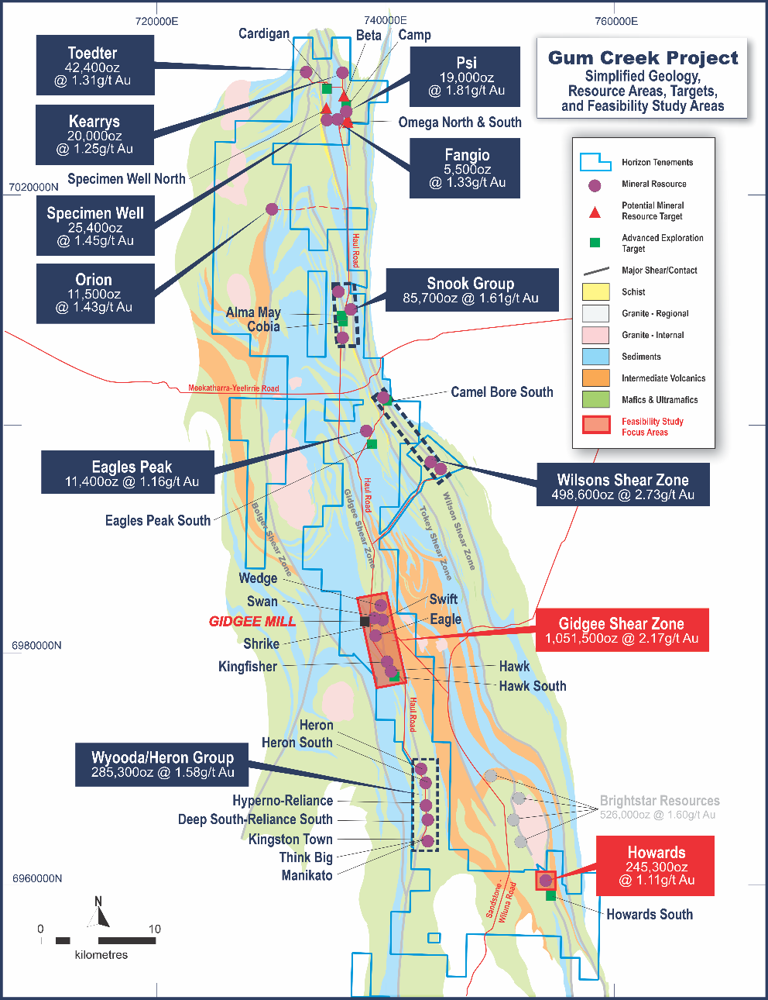 720000E
740000E
760000E
Cardigan
Beta
Camp
Toedter
42,400oz
@ 1.31g/t Au
Psi
19,000oz
@ 1.81g/t Au
Gum Creek Project
Simplified Geology,
Resource Areas, Targets,
and Feasibility Study Areas
Kearrys
20,000oz
@ 1.25g/t Au
Omega North & South
Fangio
5,500oz
@ 1.33g/t Au
Specimen Well North
7020000N
Specimen Well
25,400oz
@ 1.45g/t Au
Orion
11,500oz
@ 1.43g/t Au
Haul Road
Horizon Tenements
Mineral Resource
Potential Mineral
Resource Target
Advanced Exploration
Target
Major Shear/Contact
Schist
Granite - Regional
Granite - Internal
Sediments
Intermediate Volcanics
Mafics & Ultramafics
Feasibility Study
Focus Areas
Snook Group
85,700oz @ 1.61g/t Au
Alma May
Cobia
Meekatharra-Yeelirrie Road
Camel Bore South
Eagles Peak
11,400oz @ 1.16g/t Au
Wilsons Shear Zone
498,600oz @ 2.73g/t Au
Eagles Peak South
Bolger Shear Zone
Gidgee Shear Zone
Haul Road
Tokey Shear Zone
Wilson Shear Zone
Wedge
Swan
GIDGEE MILL
Shrike
Kingfisher
Swift
Eagle
Gidgee Shear Zone
1,051,500oz @ 2.17g/t Au
6980000N
Hawk
Hawk South
Haul Road
Heron
Heron South
Wyooda/Heron Group
285,300oz @ 1.58g/t Au
Hyperno-Reliance
Deep South-Reliance South
Kingston Town
Think Big
Manikato
Brightstar Resources
526,000oz @ 1.60g/t Au
Howards
245,300oz
@ 1.11g/t Au
6960000N
Sandstone -
Wiluna Road
Howards South
N
0
10
kilometres